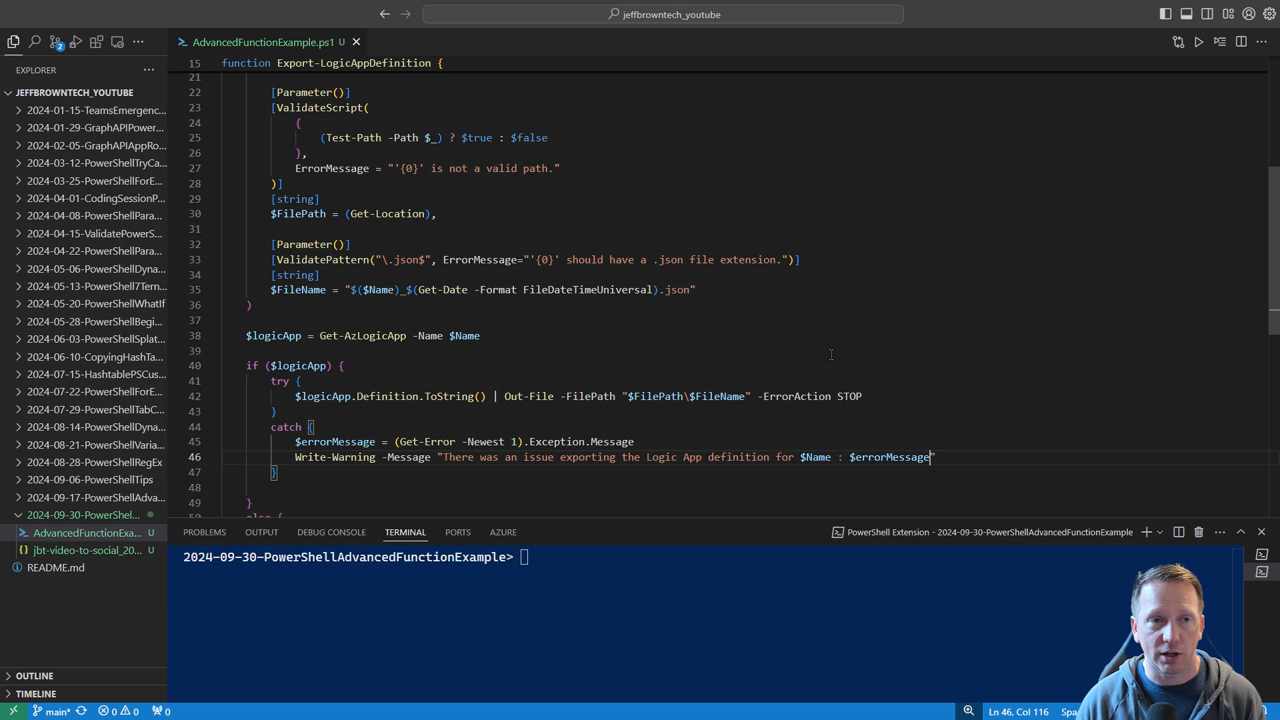 jeffbrowntech_youtube
2
EXPLORER
JEFFBROWNTECH_YOUTUBE
2024-01-15-TeamsEmergenc...
2024-01-29-GraphAPIPower...
2024-02-05-GraphAPIAppRo...
2024-03-12-PowerShellTryCa...
2024-03-25-PowerShellForE...
2024-04-01-CodingSessionP...
2024-04-08-PowerShellPara...
2024-04-15-ValidatePowerS...
2024-04-22-PowerShellPara...
2024-05-06-PowerShellDyna...
2024-05-13-PowerShell7Tern...
2024-05-20-PowerShellWhatIf
2024-05-28-PowerShellBegi...
2024-06-03-PowerShellSplat...
2024-06-10-CopyingHashTa...
2024-07-15-HashtablePSCus...
2024-07-22-PowerShellForE...
2024-07-29-PowerShellTabC...
2024-08-14-PowerShellDyna...
2024-08-21-PowerShellVaria...
2024-08-28-PowerShellRegEx
2024-09-06-PowerShellTips
2024-09-17-PowerShellAdva...
2024-09-30-PowerShel...
AdvancedFunctionExa... U
jbt-video-to-social_20... U
README.md
OUTLINE
TIMELINE
AdvancedFunctionExample.ps1 U
15 function Export-LogicAppDefinition {
21
22 [Parameter()]
23 [ValidateScript(
24 {
25 (Test-Path -Path $_) ? $true : $false
26 },
27 ErrorMessage = "'{0}' is not a valid path."
28 )]
29 [string]
30 $FilePath = (Get-Location),
31
32 [Parameter()]
33 [ValidatePattern("\.json$", ErrorMessage="'{0}' should have a .json file extension.")]
34 [string]
35 $FileName = "$($Name)_$(Get-Date -Format FileDateTimeUniversal).json"
36 )
37
38 $logicApp = Get-AzLogicApp -Name $Name
39
40 if ($logicApp) {
41 try {
42 $logicApp.Definition.ToString() | Out-File -FilePath "$FilePath\$FileName" -ErrorAction STOP
43 }
44 catch {
45 $errorMessage = (Get-Error -Newest 1).Exception.Message
46 Write-Warning -Message "There was an issue exporting the Logic App definition for $Name : $errorMessage"
47 }
48
49 }
50 else {
PROBLEMS OUTPUT DEBUG CONSOLE TERMINAL PORTS AZURE
PowerShell Extension - 2024-09-30-PowerShellAdvancedFunctionExample
2024-09-30-PowerShellAdvancedFunctionExample>
main* 0 0 0
Ln 46, Col 116